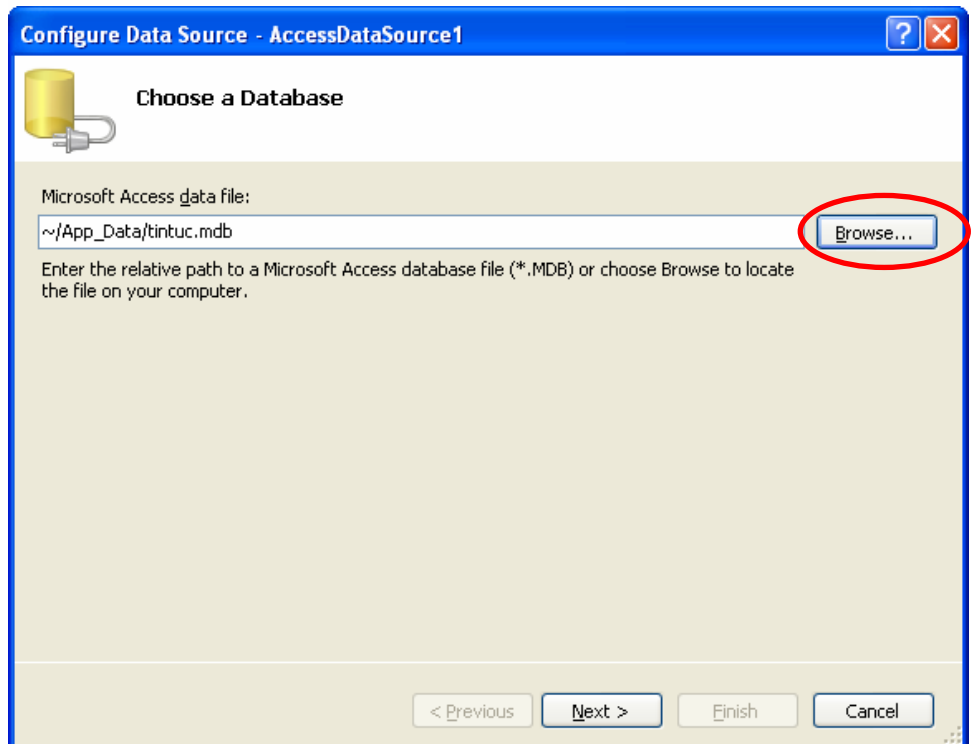 Configure Data Source - AccessDataSource1
?
Choose a Database
Microsoft Access data file:
~/App_Data/tintuc.mdb
Browse...
Enter the relative path to a Microsoft Access database file (*.MDB) or choose Browse to locate
the file on your computer.
< Previous
Next >
Finish
Cancel